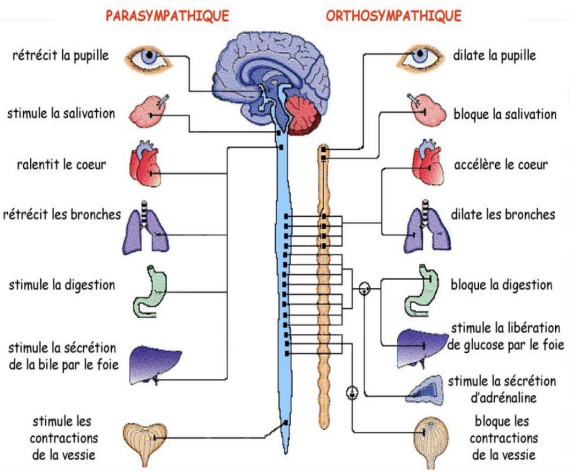 PARASYMPATHIQUE
ORTHOSYMPATHIQUE
rétrécit la pupille
stimule la salivation
ralentit le coeur
rétrécit les bronches
stimule la digestion
stimule la sécrétion
de la bile par le foie
stimule les
contractions
de la vessie
dilate la pupille
bloque la salivation
accélère le coeur
dilate les bronches
bloque la digestion
stimule la libération
de glucose par le foie
stimule la sécrétion
d'adrénaline
bloque les
contractions
de la vessie